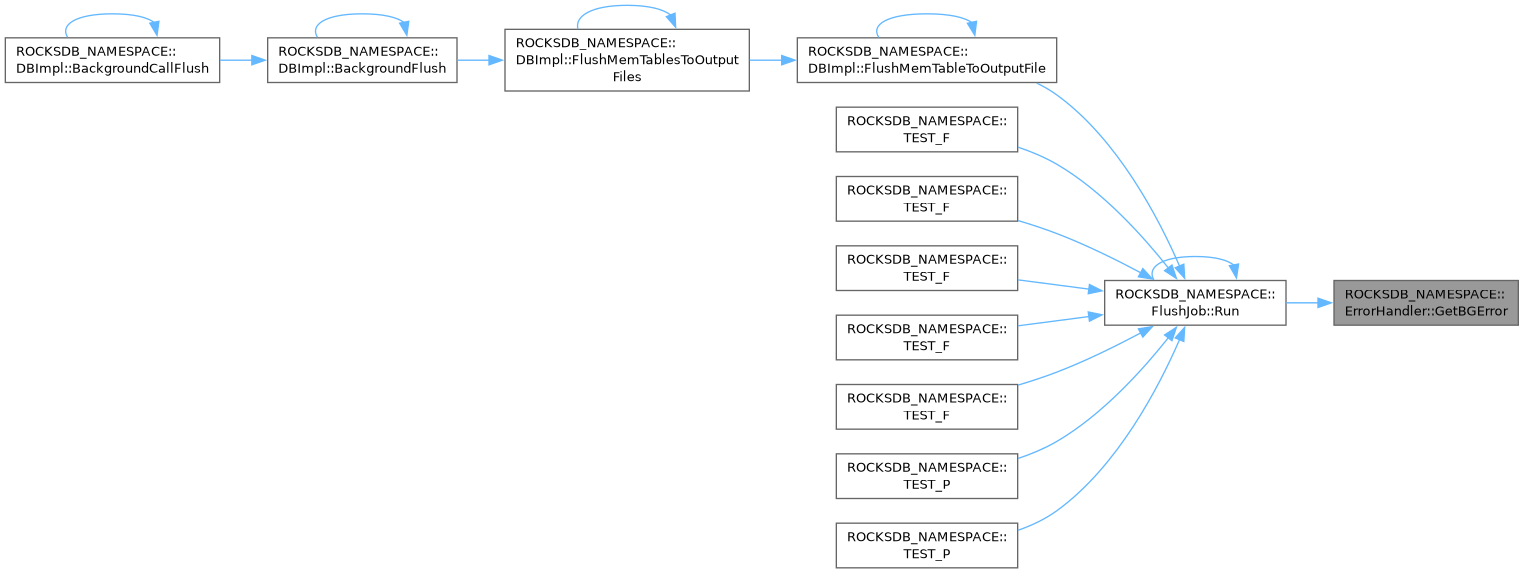 ROCKSDB_NAMESPACE::
DBImpl::BackgroundCallFlush
ROCKSDB_NAMESPACE::
DBImpl::BackgroundFlush
ROCKSDB_NAMESPACE::
DBImpl::FlushMemTablesToOutput
Files
ROCKSDB_NAMESPACE::
DBImpl::FlushMemTableToOutputFile
ROCKSDB_NAMESPACE::
TEST_F
ROCKSDB_NAMESPACE::
TEST_F
ROCKSDB_NAMESPACE::
TEST_F
ROCKSDB_NAMESPACE::
TEST_F
ROCKSDB_NAMESPACE::
TEST_F
ROCKSDB_NAMESPACE::
TEST_P
ROCKSDB_NAMESPACE::
TEST_P
ROCKSDB_NAMESPACE::
FlushJob::Run
ROCKSDB_NAMESPACE::
ErrorHandler::GetBGError